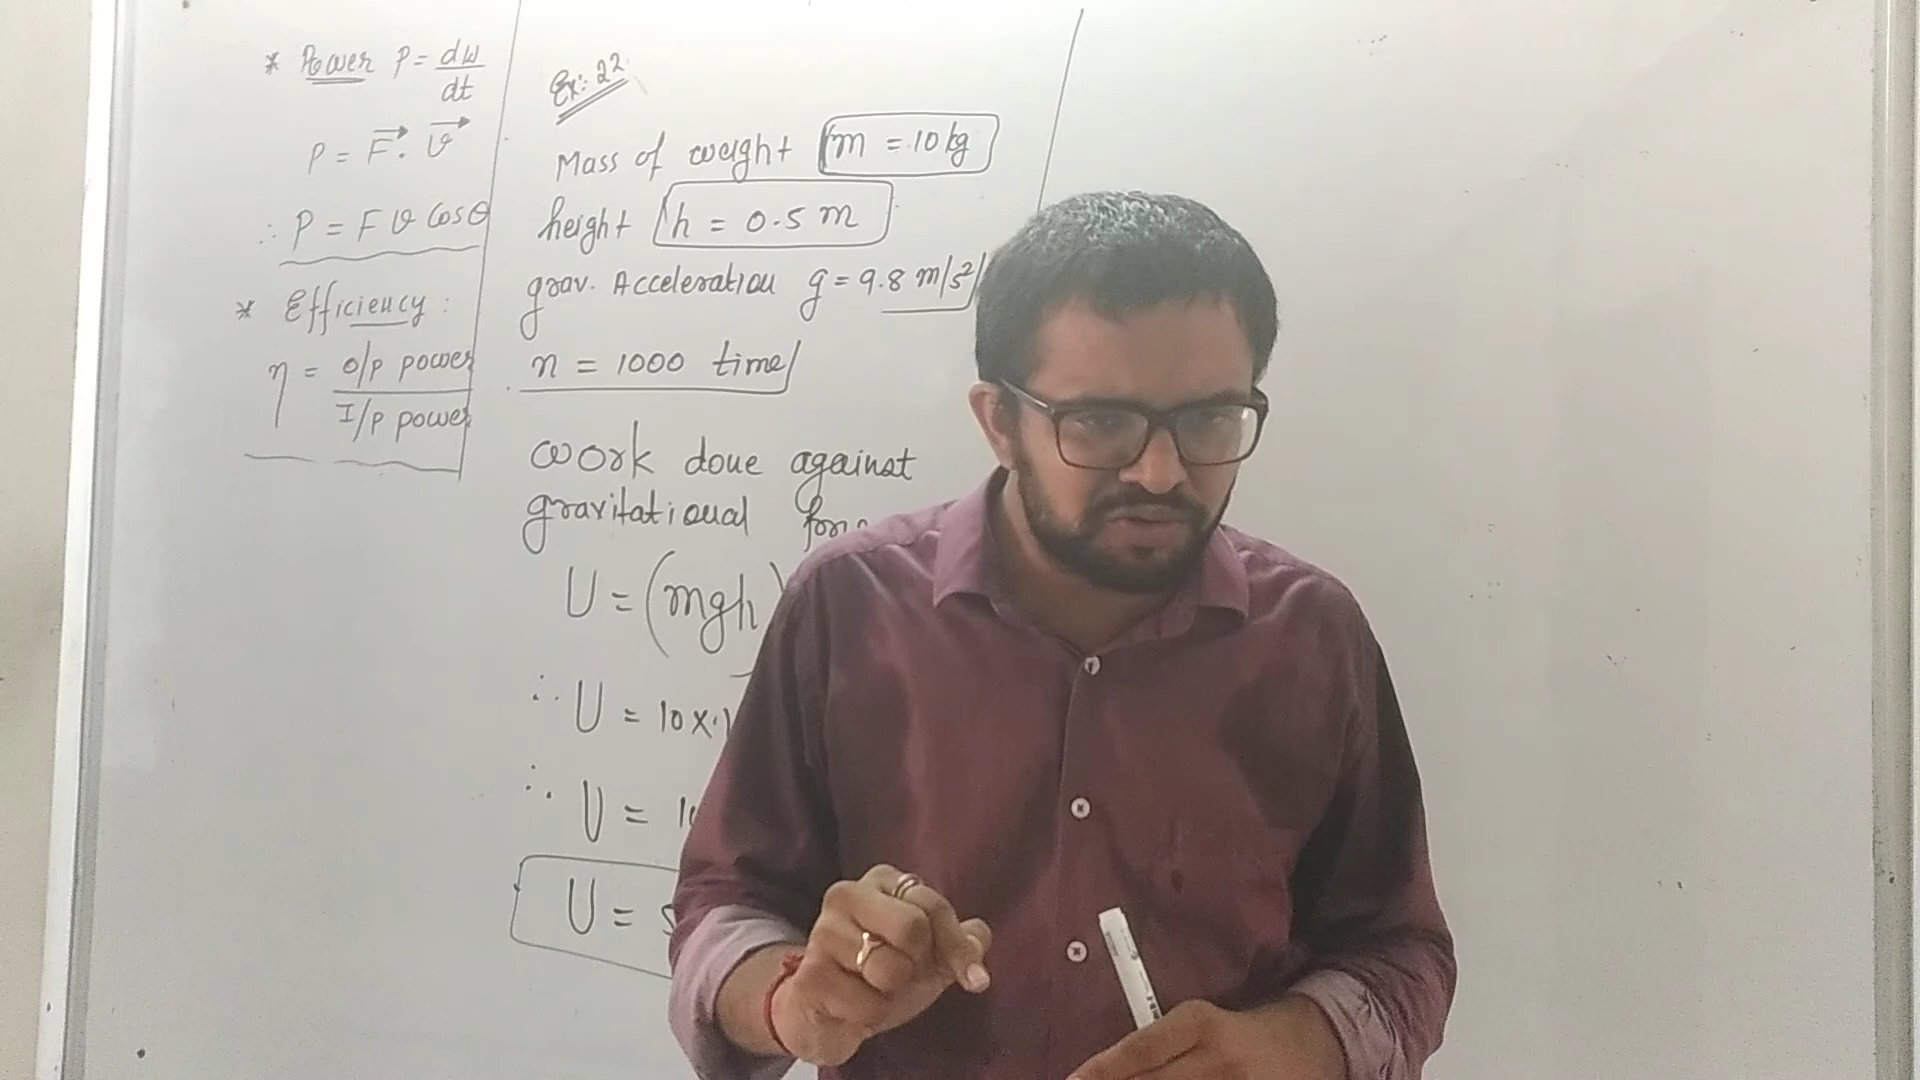 * Power P = dW
dt
P = F→ . v→
∴ P = F v cosθ
* Efficiency :
η = O/p power
I/p power
Ex: 22
Mass of weight m = 10 kg
height h = 0.5 m
grav. Acceleration g = 9.8 m/s²
n = 1000 time
work done against
gravitational
U = (mgh)
∴ U = 10 x
∴ U =
U =